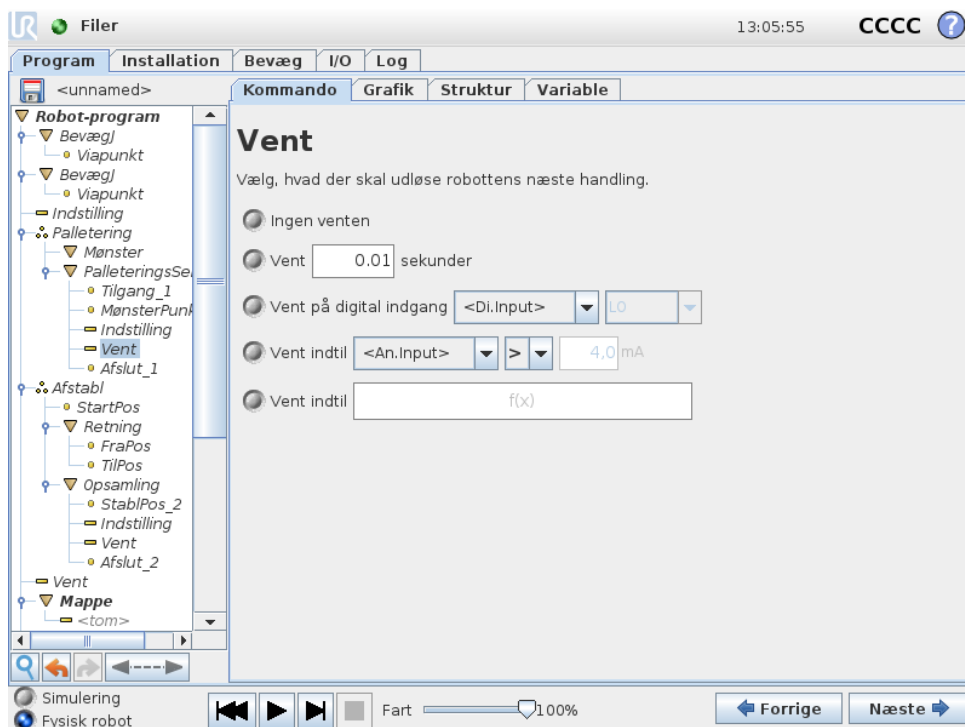 UR Filer 13:05:55 CCCC ?
Program Installation Bevæg I/O Log
<unnamed>
Kommando Grafik Struktur Variable
Robot-program
BevægJ
Viapunkt
BevægJ
Viapunkt
Indstilling
Palletering
Mønster
PalleteringsSe
Tilgang_1
MønsterPunk
Indstilling
Vent
Afslut_1
Afstabl
StartPos
Retning
FraPos
TilPos
Opsamling
StablPos_2
Indstilling
Vent
Afslut_2
Vent
Mappe
<tom>
Vent
Vælg, hvad der skal udløse robottens næste handling.
Ingen venten
Vent 0.01 sekunder
Vent på digital indgang <Di.Input> LO
Vent indtil <An.Input> > 4,0 mA
Vent indtil f(x)
Simulering
Fysisk robot
Fart 100%
Forrige Næste